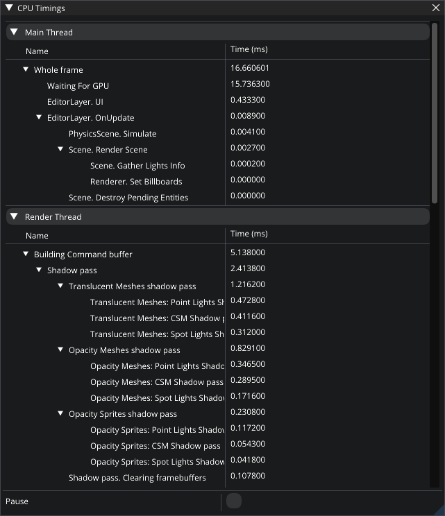 CPU Timings
Main Thread
Name Time (ms)
Whole frame 16.660601
Waiting For GPU 15.736300
EditorLayer. UI 0.433300
EditorLayer. OnUpdate 0.008900
PhysicsScene. Simulate 0.004100
Scene. Render Scene 0.002700
Scene. Gather Lights Info 0.000200
Renderer. Set Billboards 0.000000
Scene. Destroy Pending Entities 0.000000
Render Thread
Name Time (ms)
Building Command buffer 5.138000
Shadow pass 2.413800
Translucent Meshes shadow pass 1.216200
Translucent Meshes: Point Lights Sh 0.472800
Translucent Meshes: CSM Shadow p 0.411600
Translucent Meshes: Spot Lights Sh 0.312000
Opacity Meshes shadow pass 0.829100
Opacity Meshes: Point Lights Shado 0.346500
Opacity Meshes: CSM Shadow pass 0.289500
Opacity Meshes: Spot Lights Shado 0.171600
Opacity Sprites shadow pass 0.230800
Opacity Sprites: Point Lights Shadow 0.117200
Opacity Sprites: CSM Shadow pass 0.054300
Opacity Sprites: Spot Lights Shadow 0.041800
Shadow pass. Clearing framebuffers 0.107800
Pause